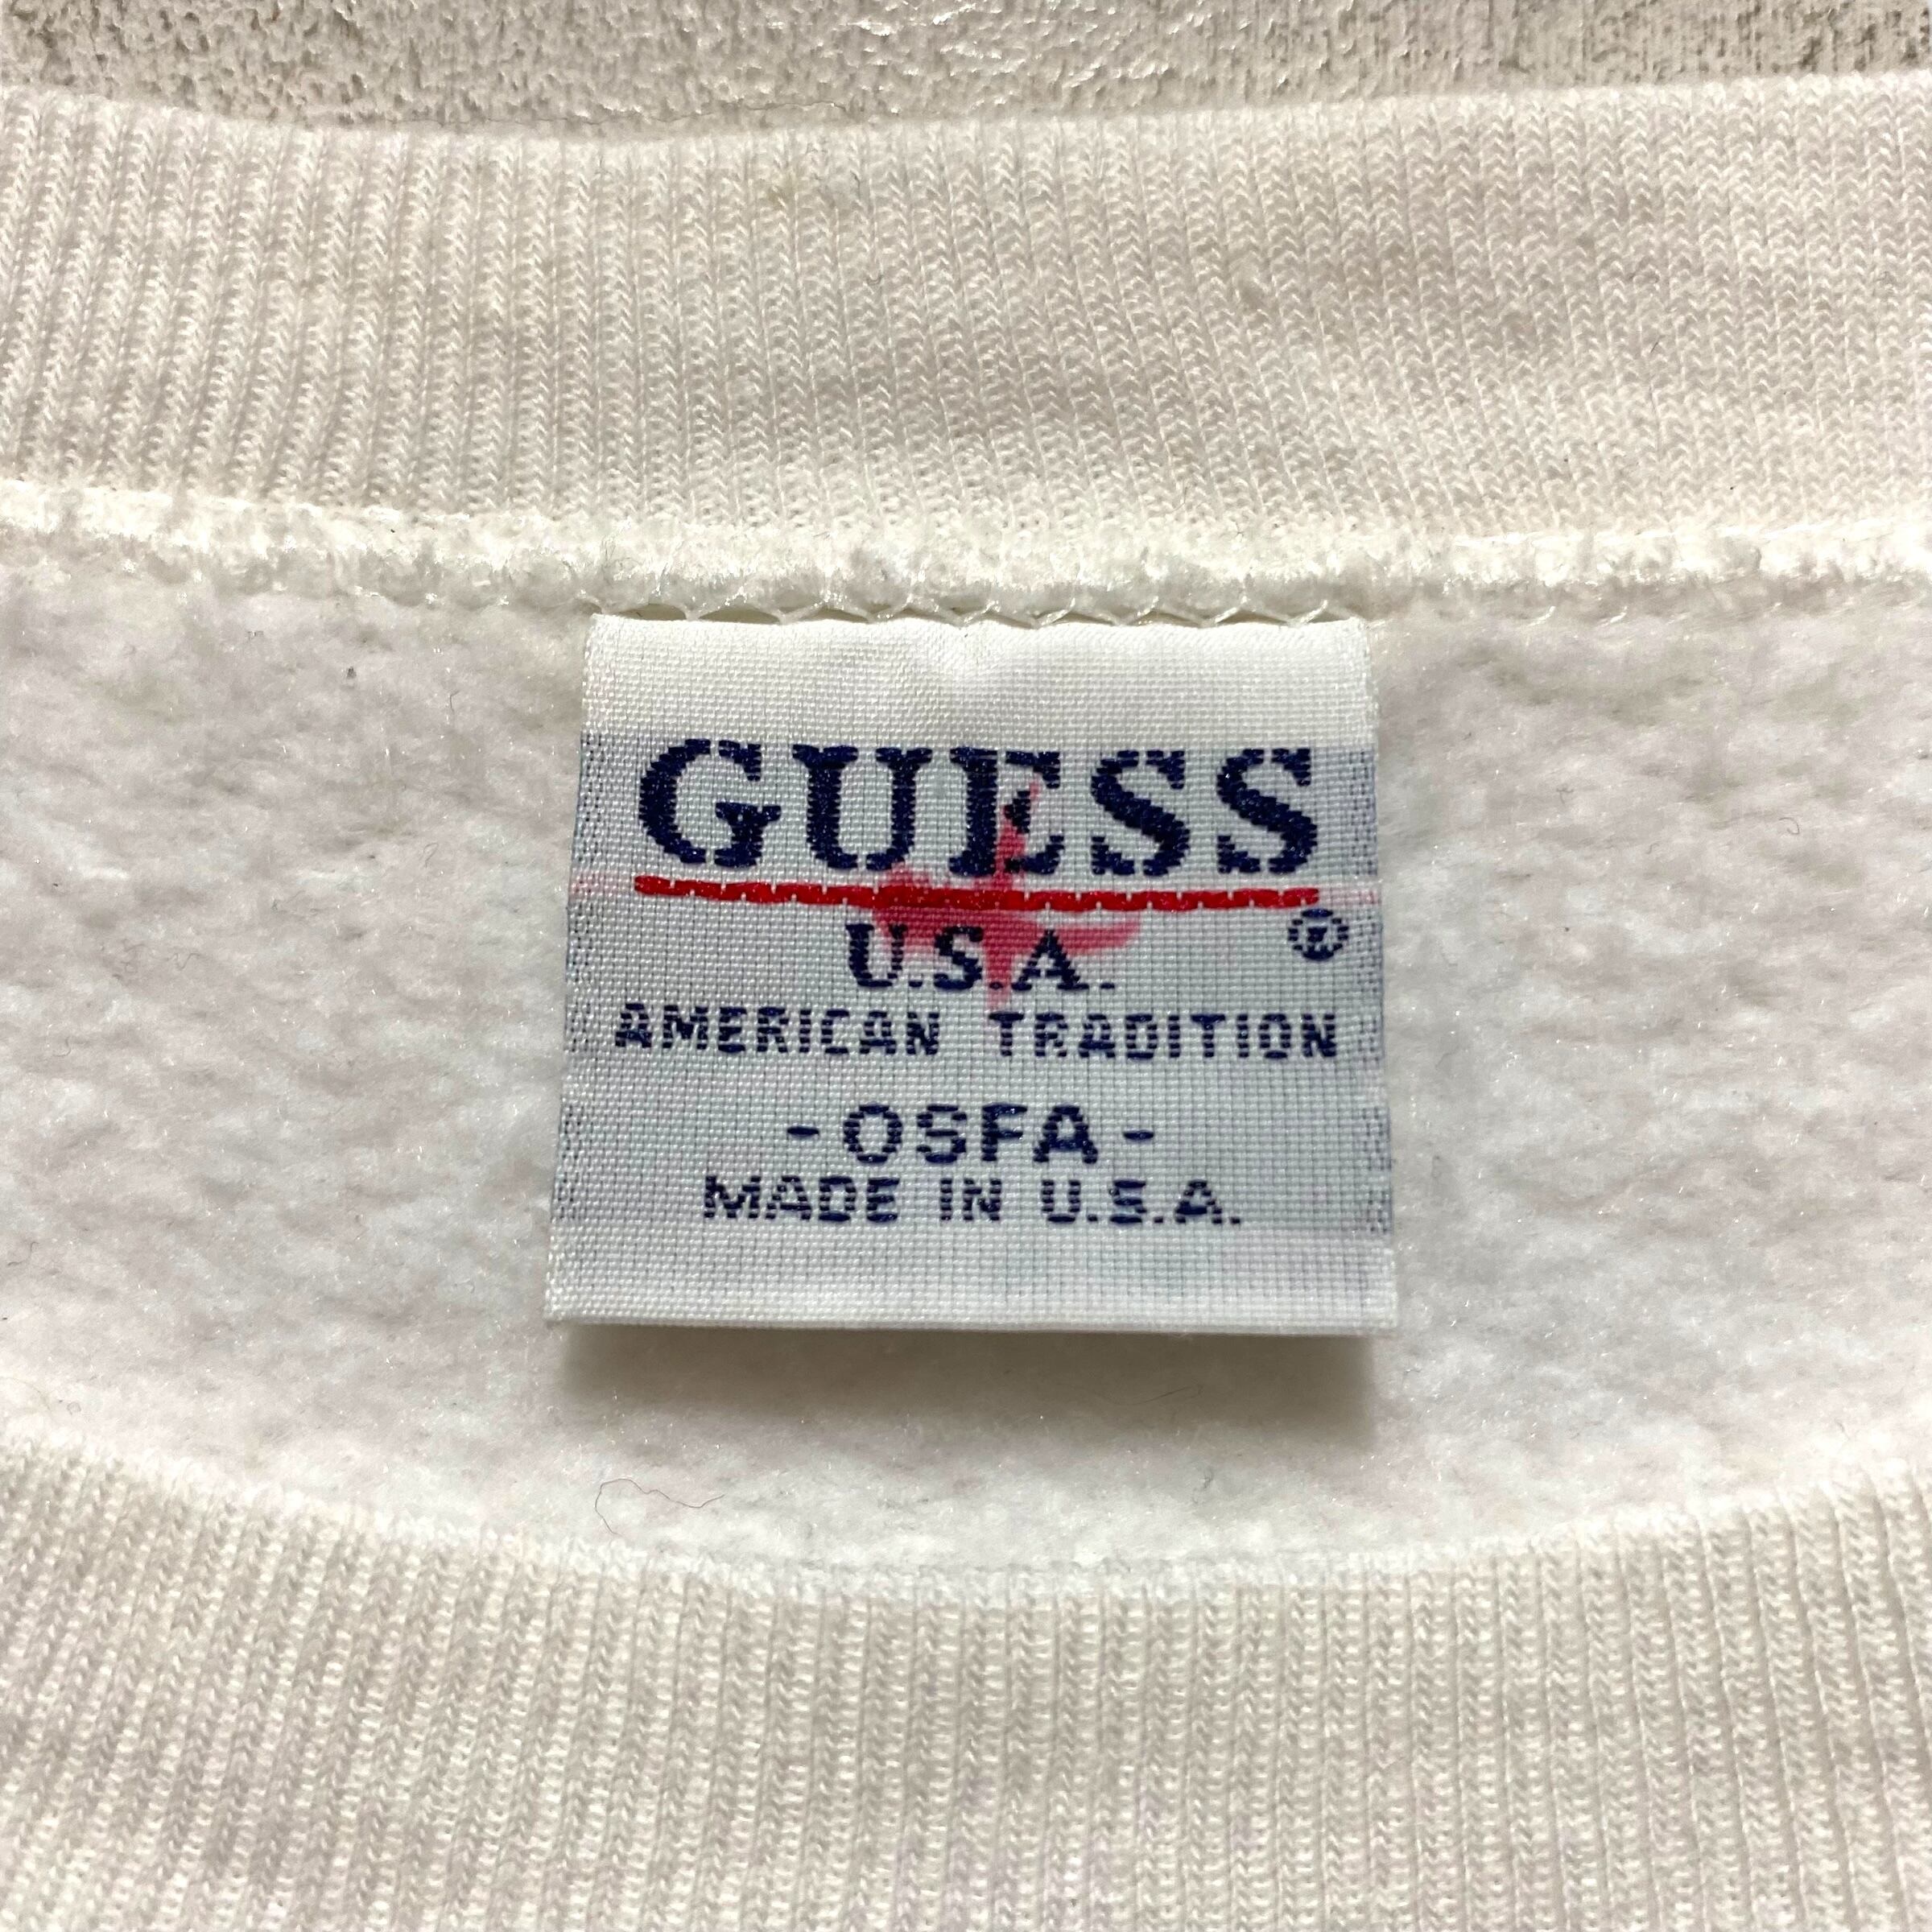 GUESS
®
U.S.A.
AMERICAN TRADITION
-OSFA-
MADE IN U.S.A.